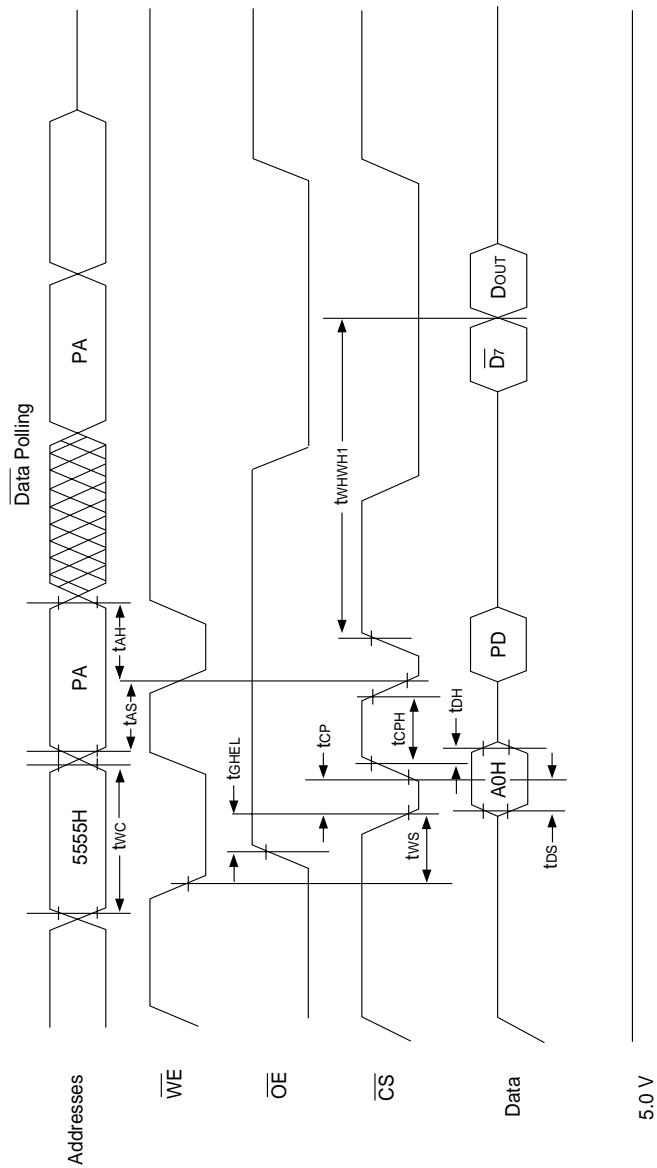 Data Polling
Addresses
5555H
PA
PA
tWC
tAS
tAH
WE
OE
tGHEL
tWHWH1
CS
tWS
tCP
tCPH
tDH
Data
A0H
PD
D7
DOUT
tDS
5.0 V